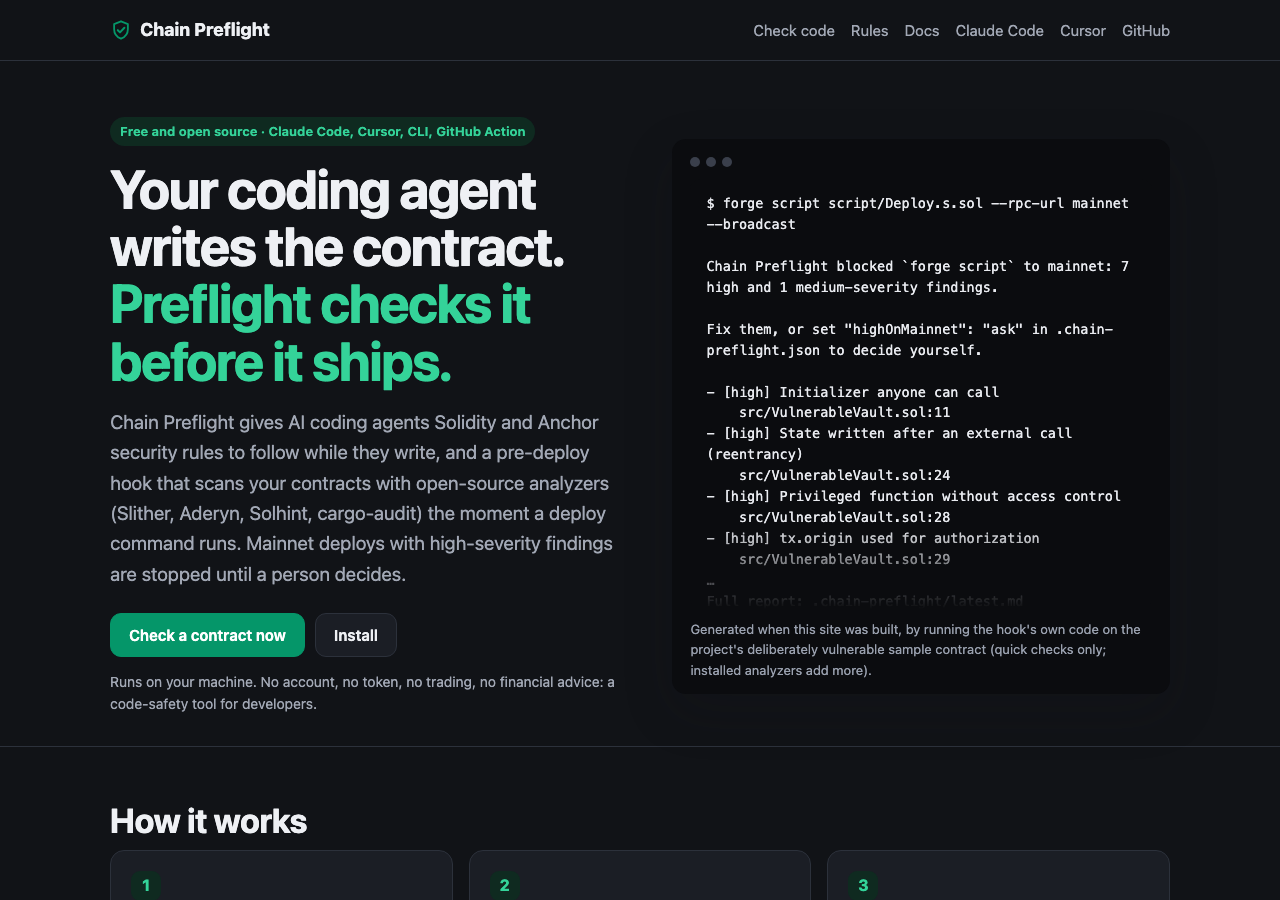 Chain Preflight
Check code
Rules
Docs
Claude Code
Cursor
GitHub
Free and open source · Claude Code, Cursor, CLI, GitHub Action
Your coding agent
writes the contract.
Preflight checks it
before it ships.
Chain Preflight gives AI coding agents Solidity and Anchor
security rules to follow while they write, and a pre-deploy
hook that scans your contracts with open-source analyzers
(Slither, Aderyn, Solhint, cargo-audit) the moment a deploy
command runs. Mainnet deploys with high-severity findings
are stopped until a person decides.
Check a contract now
Install
Runs on your machine. No account, no token, no trading, no financial advice: a
code-safety tool for developers.
$ forge script script/Deploy.s.sol --rpc-url mainnet
--broadcast
Chain Preflight blocked `forge script` to mainnet: 7
high and 1 medium-severity findings.
Fix them, or set "highOnMainnet": "ask" in .chain-
preflight.json to decide yourself.
- [high] Initializer anyone can call
src/VulnerableVault.sol:11
- [high] State written after an external call
(reentrancy)
src/VulnerableVault.sol:24
- [high] Privileged function without access control
src/VulnerableVault.sol:28
- [high] tx.origin used for authorization
src/VulnerableVault.sol:29
…
Full report: .chain-preflight/latest.md
Generated when this site was built, by running the hook's own code on the
project's deliberately vulnerable sample contract (quick checks only;
installed analyzers add more).
How it works
1
2
3